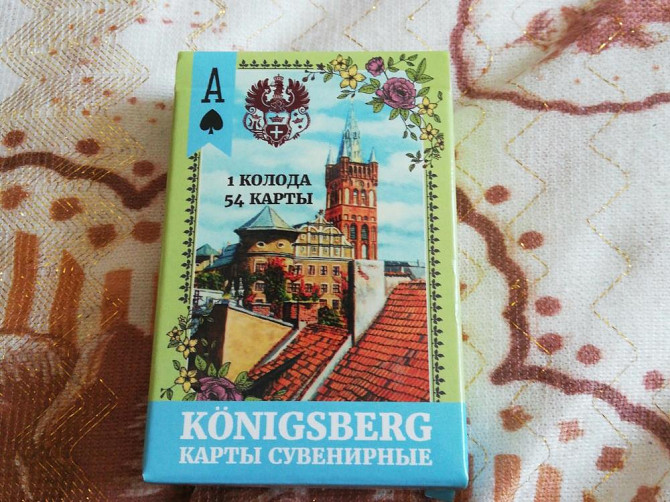 A
1 КОЛОДА
54 КАРТЫ
KÖNIGSBERG
КАРТЫ СУВЕНИРНЫЕ